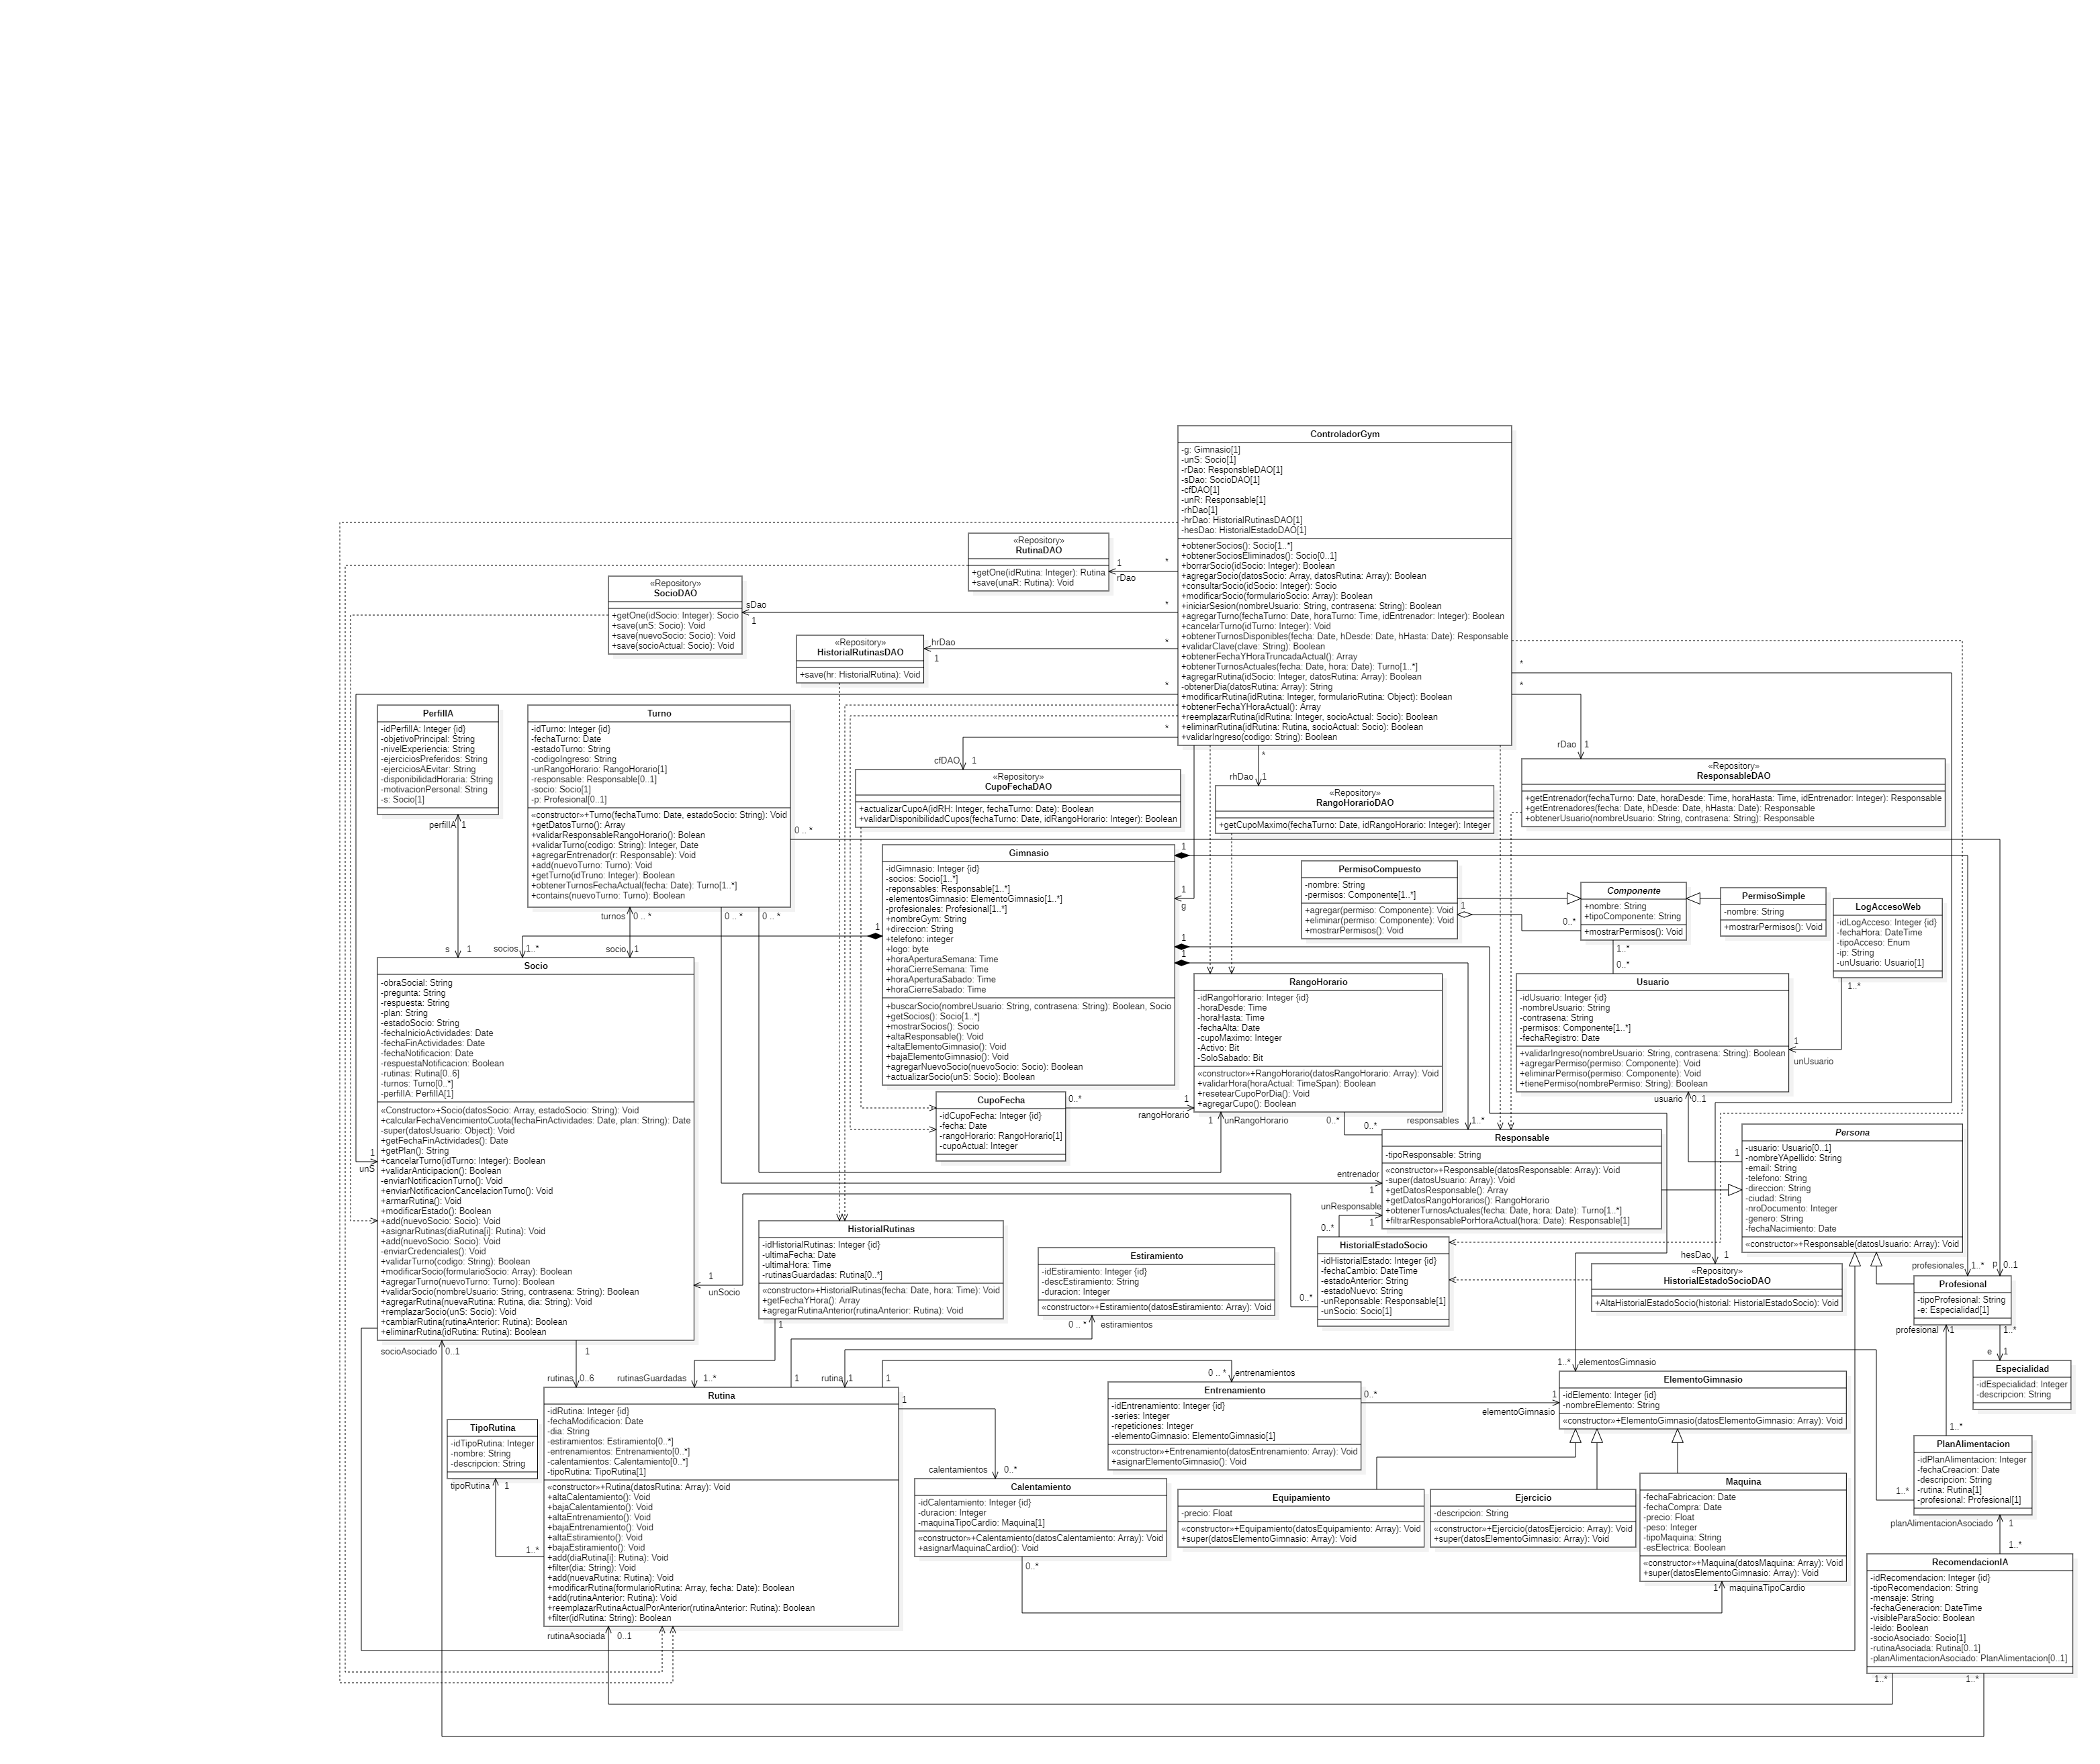 ControladorGym
-g: Gimnasio[1]
-unS: Socio[1]
-rDao: ResponsbleDAO[1]
-sDao: SocioDAO[1]
-cfDAO[1]
-unR: Responsable[1]
-rhDao[1]
-hrDao: HistorialRutinasDAO[1]
-hesDao: HistorialEstadoDAO[1]
+obtenerSocios(): Socio[1..*]
+obtenerSociosEliminados(): Socio[0..1]
+borrarSocio(idSocio: Integer): Boolean
+agregarSocio(datosSocio: Array, datosRutina: Array): Boolean
+consultarSocio(idSocio: Integer): Socio
+modificarSocio(formularioSocio: Array): Boolean
+iniciarSesion(nombreUsuario: String, contrasena: String): Boolean
+agregarTurno(fechaTurno: Date, horaTurno: Time, idEntrenador: Integer): Boolean
+cancelarTurno(idTurno: Integer): Void
+obtenerTurnosDisponibles(fecha: Date, hDesde: Date, hHasta: Date): Responsable
+validarClave(clave: String): Boolean
+obtenerFechaYHoraTruncadaActual(): Array
+obtenerTurnosActuales(fecha: Date, hora: Date): Turno[1..*]
+agregarRutina(idSocio: Integer, datosRutina: Array): Boolean
-obtenerDia(datosRutina: Array): String
+modificarRutina(idRutina: Integer, formularioRutina: Object): Boolean
+obtenerFechaYHoraActual(): Array
+reemplazarRutina(idRutina: Integer, socioActual: Socio): Boolean
+eliminarRutina(idRutina: Rutina, socioActual: Socio): Boolean
+validarIngreso(codigo: String): Boolean
«Repository»
RutinaDAO
+getOne(idRutina: Integer): Rutina
+save(unaR: Rutina): Void
1
rDao
*
«Repository»
SocioDAO
+getOne(idSocio: Integer): Socio
+save(unS: Socio): Void
+save(nuevoSocio: Socio): Void
+save(socioActual: Socio): Void
sDao
1
*
«Repository»
HistorialRutinasDAO
+save(hr: HistorialRutina): Void
hrDao
1
*
*
*
*
*
PerfilIA
-idPerfilIA: Integer {id}
-objetivoPrincipal: String
-nivelExperiencia: String
-ejerciciosPreferidos: String
-ejerciciosAEvitar: String
-disponibilidadHoraria: String
-motivacionPersonal: String
-s: Socio[1]
perfilIA 1
Turno
-idTurno: Integer {id}
-fechaTurno: Date
-estadoTurno: String
-codigoIngreso: String
-unRangoHorario: RangoHorario[1]
-responsable: Responsable[0..1]
-socio: Socio[1]
-p: Profesional[0..1]
«constructor»+Turno(fechaTurno: Date, estadoSocio: String): Void
+getDatosTurno(): Array
+validarResponsableRangoHorario(): Bolean
+validarTurno(codigo: String): Integer, Date
+agregarEntrenador(r: Responsable): Void
+add(nuevoTurno: Turno): Void
+getTurno(idTruno: Integer): Boolean
+obtenerTurnosFechaActual(fecha: Date): Turno[1..*]
+contains(nuevoTurno: Turno): Boolean
0 .. *
turnos 0 .. *
0 .. *
0 .. *
cfDAO 1
«Repository»
CupoFechaDAO
+actualizarCupoA(idRH: Integer, fechaTurno: Date): Boolean
+validarDisponibilidadCupos(fechaTurno: Date, idRangoHorario: Integer): Boolean
*
rhDao 1
«Repository»
RangoHorarioDAO
+getCupoMaximo(fechaTurno: Date, idRangoHorario: Integer): Integer
rDao 1
«Repository»
ResponsableDAO
+getEntrenador(fechaTurno: Date, horaDesde: Time, horaHasta: Time, idEntrenador: Integer): Responsable
+getEntrenadores(fecha: Date, hDesde: Date, hHasta: Date): Responsable
+obtenerUsuario(nombreUsuario: String, contrasena: String): Responsable
Gimnasio
-idGimnasio: Integer {id}
-socios: Socio[1..*]
-reponsables: Responsable[1..*]
-elementosGimnasio: ElementoGimnasio[1..*]
-profesionales: Profesional[1..*]
+nombreGym: String
+direccion: String
+telefono: integer
+logo: byte
+horaAperturaSemana: Time
+horaCierreSemana: Time
+horaAperturaSabado: Time
+horaCierreSabado: Time
+buscarSocio(nombreUsuario: String, contrasena: String): Boolean, Socio
+getSocios(): Socio[1..*]
+mostrarSocios(): Socio
+altaResponsable(): Void
+altaElementoGimnasio(): Void
+bajaElementoGimnasio(): Void
+agregarNuevoSocio(nuevoSocio: Socio): Boolean
+actualizarSocio(unS: Socio): Boolean
1
1
g
1
1
1
PermisoCompuesto
-nombre: String
-permisos: Componente[1..*]
+agregar(permiso: Componente): Void
+eliminar(permiso: Componente): Void
+mostrarPermisos(): Void
1
0..*
Componente
+nombre: String
+tipoComponente: String
+mostrarPermisos(): Void
1..*
0..*
PermisoSimple
-nombre: String
+mostrarPermisos(): Void
LogAccesoWeb
-idLogAcceso: Integer {id}
-fechaHora: DateTime
-tipoAcceso: Enum
-ip: String
-unUsuario: Usuario[1]
1..*
s 1
socios 1..*
socio 1
Socio
-obraSocial: String
-pregunta: String
-respuesta: String
-plan: String
-estadoSocio: String
-fechaInicioActividades: Date
-fechaFinActividades: Date
-fechaNotificacion: Date
-respuestaNotificacion: Boolean
-rutinas: Rutina[0..6]
-turnos: Turno[0..*]
-perfilIA: PerfilIA[1]
«Constructor»+Socio(datosSocio: Array, estadoSocio: String): Void
+calcularFechaVencimientoCuota(fechaFinActividades: Date, plan: String): Date
-super(datosUsuario: Object): Void
+getFechaFinActividades(): Date
+getPlan(): String
+cancelarTurno(idTurno: Integer): Boolean
+validarAnticipacion(): Boolean
-enviarNotificacionTurno(): Void
+enviarNotificacionCancelacionTurno(): Void
+armarRutina(): Void
+modificarEstado(): Boolean
+add(nuevoSocio: Socio): Void
+asignarRutinas(diaRutina[i]: Rutina): Void
+add(nuevoSocio: Socio): Void
-enviarCredenciales(): Void
+validarTurno(codigo: String): Boolean
+modificarSocio(formularioSocio: Array): Boolean
+agregarTurno(nuevoTurno: Turno): Boolean
+validarSocio(nombreUsuario: String, contrasena: String): Boolean
+agregarRutina(nuevaRutina: Rutina, dia: String): Void
+remplazarSocio(unS: Socio): Void
+cambiarRutina(rutinaAnterior: Rutina): Boolean
+eliminarRutina(idRutina: Rutina): Boolean
1
unS
RangoHorario
-idRangoHorario: Integer {id}
-horaDesde: Time
-horaHasta: Time
-fechaAlta: Date
-cupoMaximo: Integer
-Activo: Bit
-SoloSabado: Bit
«constructor»+RangoHorario(datosRangoHorario: Array): Void
+validarHora(horaActual: TimeSpan): Boolean
+resetearCupoPorDia(): Void
+agregarCupo(): Boolean
Usuario
-idUsuario: Integer {id}
-nombreUsuario: String
-contrasena: String
-permisos: Componente[1..*]
-fechaRegistro: Date
+validarIngreso(nombreUsuario: String, contrasena: String): Boolean
+agregarPermiso(permiso: Componente): Void
+eliminarPermiso(permiso: Componente): Void
+tienePermiso(nombrePermiso: String): Boolean
1
unUsuario
usuario 0..1
CupoFecha
-idCupoFecha: Integer {id}
-fecha: Date
-rangoHorario: RangoHorario[1]
-cupoActual: Integer
0..*
1
rangoHorario
1 unRangoHorario
0..*
0..*
responsables 1..*
Responsable
-tipoResponsable: String
«constructor»+Responsable(datosResponsable: Array): Void
-super(datosUsuario: Array): Void
+getDatosResponsable(): Array
+getDatosRangoHorarios(): RangoHorario
+obtenerTurnosActuales(fecha: Date, hora: Date): Turno[1..*]
+filtrarResponsablePorHoraActual(hora: Date): Responsable[1]
entrenador
1
unResponsable
1
0..*
Persona
-usuario: Usuario[0..1]
-nombreYApellido: String
-email: String
-telefono: String
-direccion: String
-ciudad: String
-nroDocumento: Integer
-genero: String
-fechaNacimiento: Date
«constructor»+Responsable(datosUsuario: Array): Void
1
HistorialRutinas
-idHistorialRutinas: Integer {id}
-ultimaFecha: Date
-ultimaHora: Time
-rutinasGuardadas: Rutina[0..*]
«constructor»+HistorialRutinas(fecha: Date, hora: Time): Void
+getFechaYHora(): Array
+agregarRutinaAnterior(rutinaAnterior: Rutina): Void
1
1
unSocio
Estiramiento
-idEstiramiento: Integer {id}
-descEstiramiento: String
-duracion: Integer
«constructor»+Estiramiento(datosEstiramiento: Array): Void
0 .. * estiramientos
HistorialEstadoSocio
-idHistorialEstado: Integer {id}
-fechaCambio: DateTime
-estadoAnterior: String
-estadoNuevo: String
-unReponsable: Responsable[1]
-unSocio: Socio[1]
0..*
hesDao 1
«Repository»
HistorialEstadoSocioDAO
+AltaHistorialEstadoSocio(historial: HistorialEstadoSocio): Void
profesionales 1..*
p 0..1
Profesional
-tipoProfesional: String
-e: Especialidad[1]
profesional 1
1..*
e 1
Especialidad
-idEspecialidad: Integer
-descripcion: String
socioAsociado 0..1
1
rutinas 0..6
rutinasGuardadas 1..*
1
rutina 1
1
1
Rutina
-idRutina: Integer {id}
-fechaModificacion: Date
-dia: String
-estiramientos: Estiramiento[0..*]
-entrenamientos: Entrenamiento[0..*]
-calentamientos: Calentamiento[0..*]
-tipoRutina: TipoRutina[1]
«constructor»+Rutina(datosRutina: Array): Void
+altaCalentamiento(): Void
+bajaCalentamiento(): Void
+altaEntrenamiento(): Void
+bajaEntrenamiento(): Void
+altaEstiramiento(): Void
+bajaEstiramiento(): Void
+add(diaRutina[i]: Rutina): Void
+filter(dia: String): Void
+add(nuevaRutina: Rutina): Void
+modificarRutina(formularioRutina: Array, fecha: Date): Boolean
+add(rutinaAnterior: Rutina): Void
+reemplazarRutinaActualPorAnterior(rutinaAnterior: Rutina): Boolean
+filter(idRutina: String): Boolean
TipoRutina
-idTipoRutina: Integer
-nombre: String
-descripcion: String
tipoRutina 1
1..*
rutinaAsociada 0..1
0 .. * entrenamientos
Entrenamiento
-idEntrenamiento: Integer {id}
-series: Integer
-repeticiones: Integer
-elementoGimnasio: ElementoGimnasio[1]
«constructor»+Entrenamiento(datosEntrenamiento: Array): Void
+asignarElementoGimnasio(): Void
0..*
1
elementoGimnasio
1..* elementosGimnasio
ElementoGimnasio
-idElemento: Integer {id}
-nombreElemento: String
«constructor»+ElementoGimnasio(datosElementoGimnasio: Array): Void
calentamientos 0..*
Calentamiento
-idCalentamiento: Integer {id}
-duracion: Integer
-maquinaTipoCardio: Maquina[1]
«constructor»+Calentamiento(datosCalentamiento: Array): Void
+asignarMaquinaCardio(): Void
0..*
Equipamiento
-precio: Float
«constructor»+Equipamiento(datosEquipamiento: Array): Void
+super(datosElementoGimnasio: Array): Void
Ejercicio
-descripcion: String
«constructor»+Ejercicio(datosEjercicio: Array): Void
+super(datosElementoGimnasio: Array): Void
Maquina
-fechaFabricacion: Date
-fechaCompra: Date
-precio: Float
-peso: Integer
-tipoMaquina: String
-esElectrica: Boolean
«constructor»+Maquina(datosMaquina: Array): Void
+super(datosElementoGimnasio: Array): Void
1 maquinaTipoCardio
1..*
PlanAlimentacion
-idPlanAlimentacion: Integer
-fechaCreacion: Date
-descripcion: String
-rutina: Rutina[1]
-profesional: Profesional[1]
1..*
planAlimentacionAsociado 1
1..*
RecomendacionIA
-idRecomendacion: Integer {id}
-tipoRecomendacion: String
-mensaje: String
-fechaGeneracion: DateTime
-visibleParaSocio: Boolean
-leido: Boolean
-socioAsociado: Socio[1]
-rutinaAsociada: Rutina[0..1]
-planAlimentacionAsociado: PlanAlimentacion[0..1]
1..*
1..*